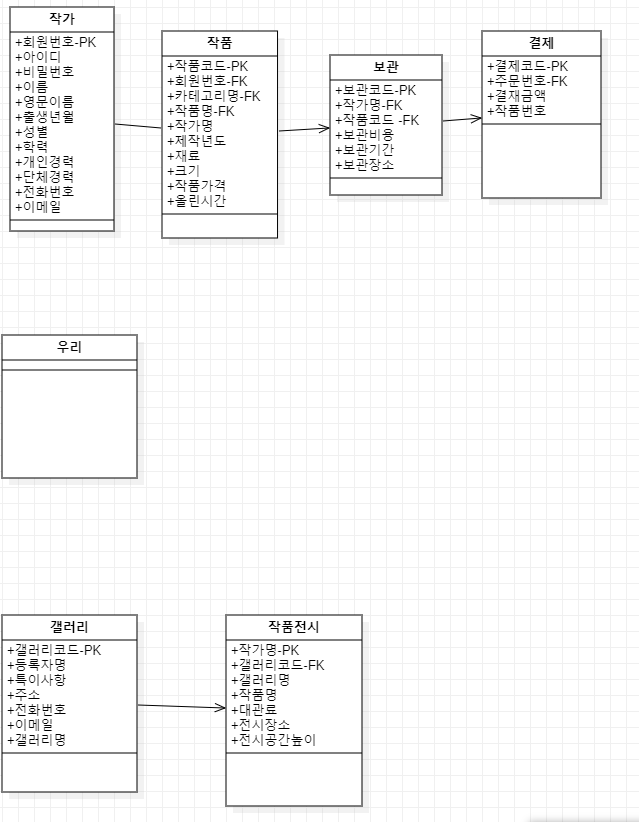 작가
+회원번호-PK
+아이디
+비밀번호
+이름
+영문이름
+출생년월
+성별
+학력
+개인경력
+단체경력
+전화번호
+이메일
작품
+작품코드-PK
+회원번호-FK
+카테고리명-FK
+작품명-FK
+작가명
+제작년도
+재료
+크기
+작품가격
+올린시간
보관
+보관코드-PK
+작가명-FK
+작품코드 -FK
+보관비용
+보관기간
+보관장소
결제
+결제코드-PK
+주문번호-FK
+결재금액
+작품번호
우리
갤러리
+갤러리코드-PK
+등록자명
+특이사항
+주소
+전화번호
+이메일
+갤러리명
작품전시
+작가명-PK
+갤러리코드-FK
+갤러리명
+작품명
+대관료
+전시장소
+전시공간높이